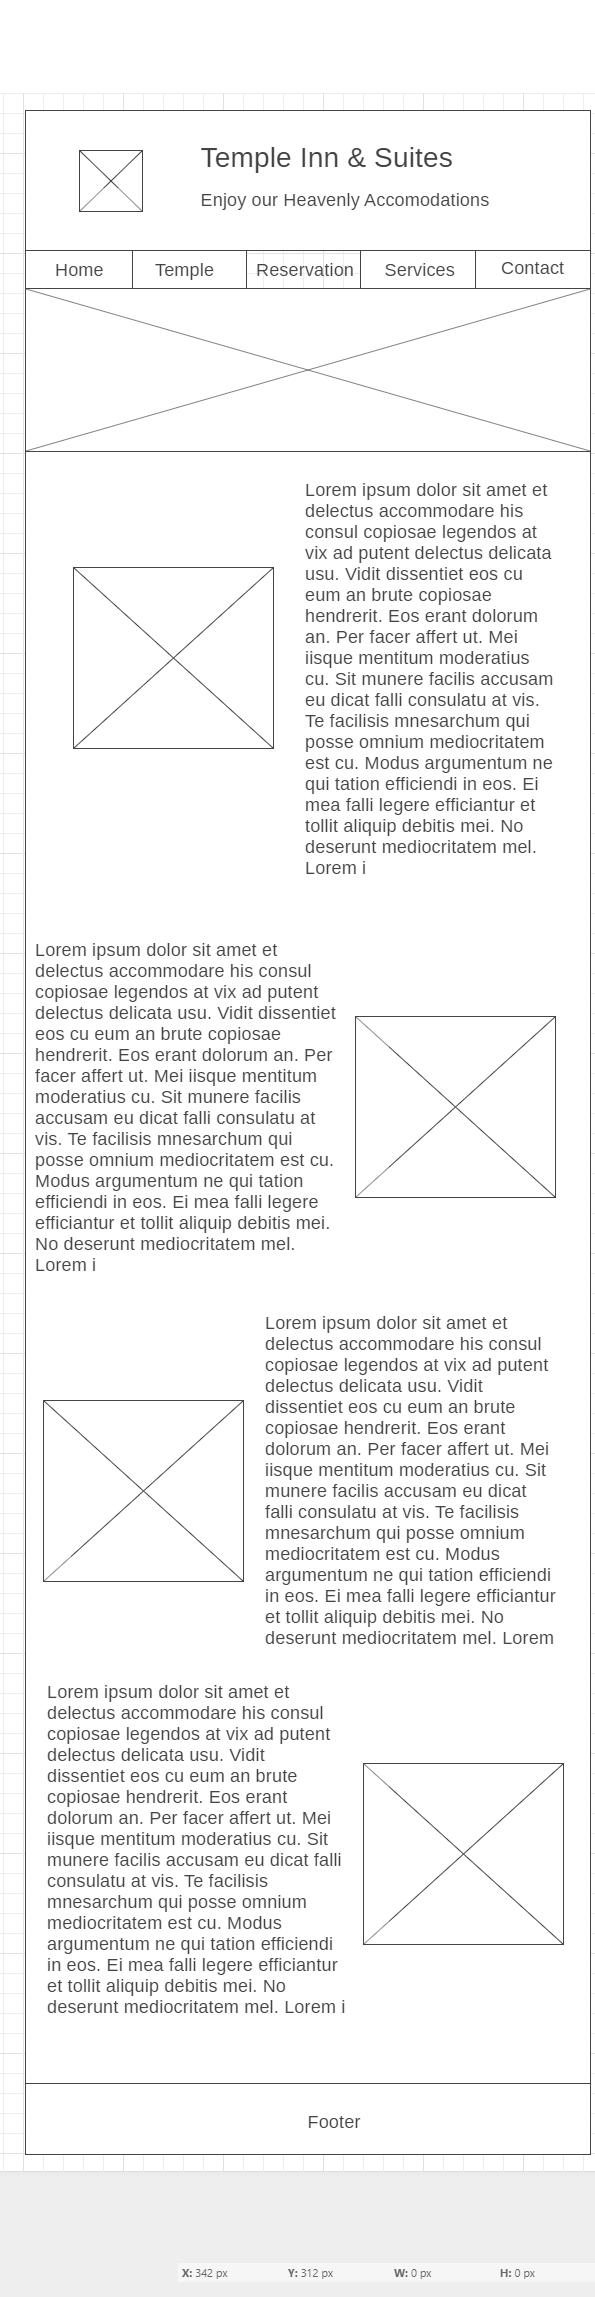 Temple Inn & Suites
Enjoy our Heavenly Accomodations
Home Temple Reservation Services Contact
Lorem ipsum dolor sit amet et
delectus accommodare his
consul copiosae legendos at
vix ad putent delectus delicata
usu. Vidit dissentiet eos cu
eum an brute copiosae
hendrerit. Eos erant dolorum
an. Per facer affert ut. Mei
iisque mentitum moderatius
cu. Sit munere facilis accusam
eu dicat falli consulatu at vis.
Te facilisis mnesarchum qui
posse omnium mediocritatem
est cu. Modus argumentum ne
qui tation efficiendi in eos. Ei
mea falli legere efficiantur et
tollit aliquip debitis mei. No
deserunt mediocritatem mel.
Lorem i
Lorem ipsum dolor sit amet et
delectus accommodare his consul
copiosae legendos at vix ad putent
delectus delicata usu. Vidit dissentiet
eos cu eum an brute copiosae
hendrerit. Eos erant dolorum an. Per
facer affert ut. Mei iisque mentitum
moderatius cu. Sit munere facilis
accusam eu dicat falli consulatu at
vis. Te facilisis mnesarchum qui
posse omnium mediocritatem est cu.
Modus argumentum ne qui tation
efficiendi in eos. Ei mea falli legere
efficiantur et tollit aliquip debitis mei.
No deserunt mediocritatem mel.
Lorem i
Lorem ipsum dolor sit amet et
delectus accommodare his consul
copiosae legendos at vix ad putent
delectus delicata usu. Vidit
dissentiet eos cu eum an brute
copiosae hendrerit. Eos erant
dolorum an. Per facer affert ut. Mei
iisque mentitum moderatius cu. Sit
munere facilis accusam eu dicat
falli consulatu at vis. Te facilisis
mnesarchum qui posse omnium
mediocritatem est cu. Modus
argumentum ne qui tation efficiendi
in eos. Ei mea falli legere efficiantur
et tollit aliquip debitis mei. No
deserunt mediocritatem mel. Lorem
Lorem ipsum dolor sit amet et
delectus accommodare his consul
copiosae legendos at vix ad putent
delectus delicata usu. Vidit
dissentiet eos cu eum an brute
copiosae hendrerit. Eos erant
dolorum an. Per facer affert ut. Mei
iisque mentitum moderatius cu. Sit
munere facilis accusam eu dicat falli
consulatu at vis. Te facilisis
mnesarchum qui posse omnium
mediocritatem est cu. Modus
argumentum ne qui tation efficiendi
in eos. Ei mea falli legere efficiantur
et tollit aliquip debitis mei. No
deserunt mediocritatem mel. Lorem i
Footer
X: 342 px Y: 312 px W: 0 px H: 0 px